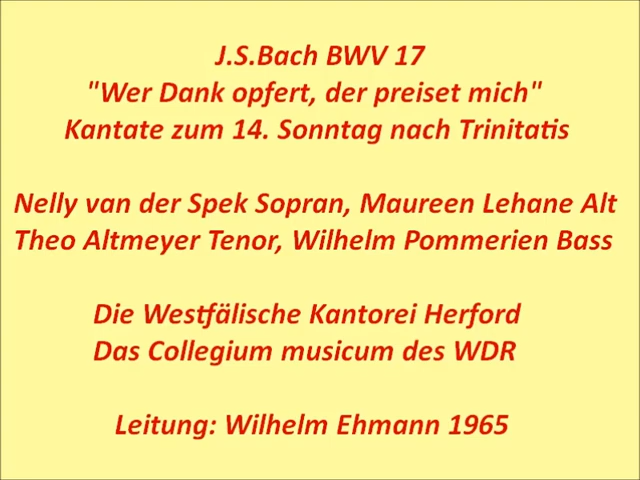 J.S.Bach BWV 17
"Wer Dank opfert, der preiset mich"
Kantate zum 14. Sonntag nach Trinitatis
Nelly van der Spek Sopran, Maureen Lehane Alt
Theo Altmeyer Tenor, Wilhelm Pommerien Bass
Die Westfälische Kantorei Herford
Das Collegium musicum des WDR
Leitung: Wilhelm Ehmann 1965